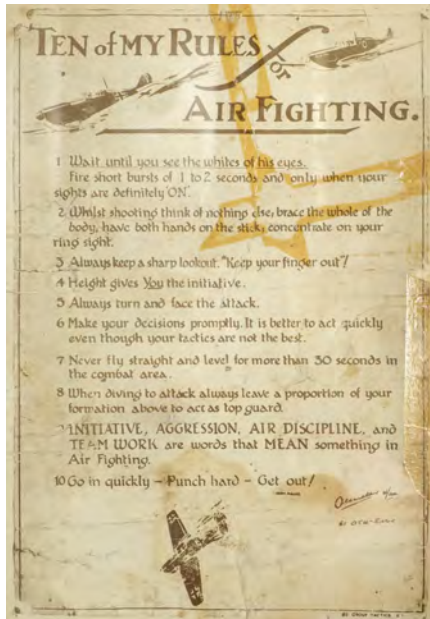 TEN of MY RULES
for
AIR FIGHTING.
1 Wait until you see the whites of his eyes.
Fire short bursts of 1 to 2 seconds and only when your
sights are definitely 'ON'.
2 Whilst shooting think of nothing else, brace the whole of the
body, have both hands on the stick, concentrate on your
ring sight.
3 Always keep a sharp lookout. "Keep your finger out"!
4 Height gives You the initiative.
5 Always turn and face the attack.
6 Make your decisions promptly. It is better to act quickly
even though your tactics are not the best.
7 Never fly straight and level for more than 30 seconds in
the combat area.
8 When diving to attack always leave a proportion of your
formation above to act as top guard.
INITIATIVE, AGGRESSION, AIR DISCIPLINE, and
TEAM WORK are words that MEAN something in
Air Fighting.
10 Go in quickly – Punch hard – Get out!